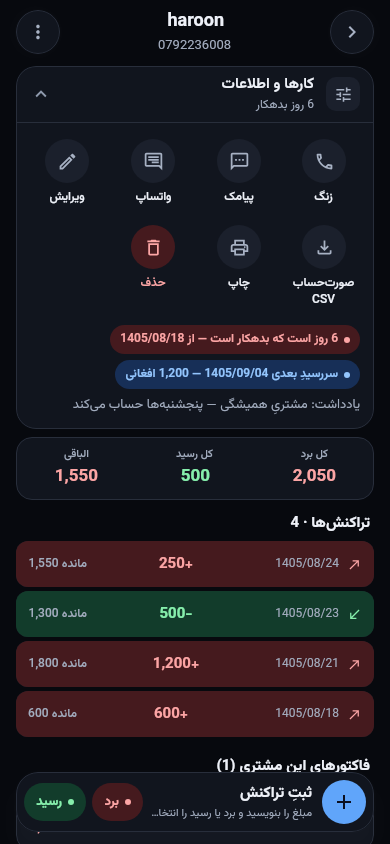 haroon
0792236008
کارها و اطلاعات
6 روز بدهکار
زنگ
پیامک
واتساپ
ویرایش
صورت‌حساب CSV
چاپ
حذف
6 روز است که بدهکار است — از 1405/08/18
سررسیدِ بعدی 1405/09/04 — 1,200 افغانی
یادداشت: مشتریِ همیشگی — پنجشنبه‌ها حساب می‌کند
کل برد
کل رسید
الباقی
2,050
500
1,550
تراکنش‌ها · 4
1405/08/24 +250 مانده 1,550
1405/08/23 −500 مانده 1,300
1405/08/21 +1,200 مانده 1,800
1405/08/18 +600 مانده 600
فاکتورهای این مشتری (1)
ثبتِ تراکنش
مبلغ را بنویسید و برد یا رسید را انتخا...
برد
رسید